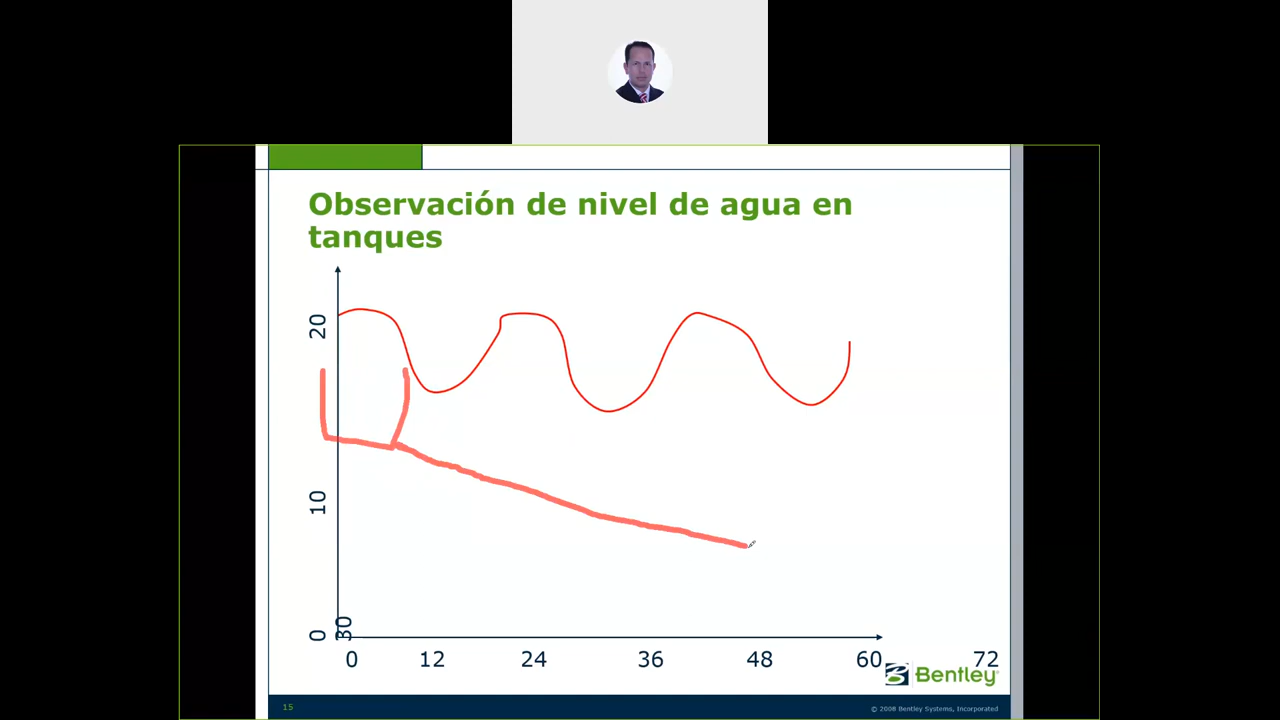 Observación de nivel de agua en
tanques
20
10
0
30
0 12 24 36 48 60 72
Bentley
15
© 2008 Bentley Systems, Incorporated